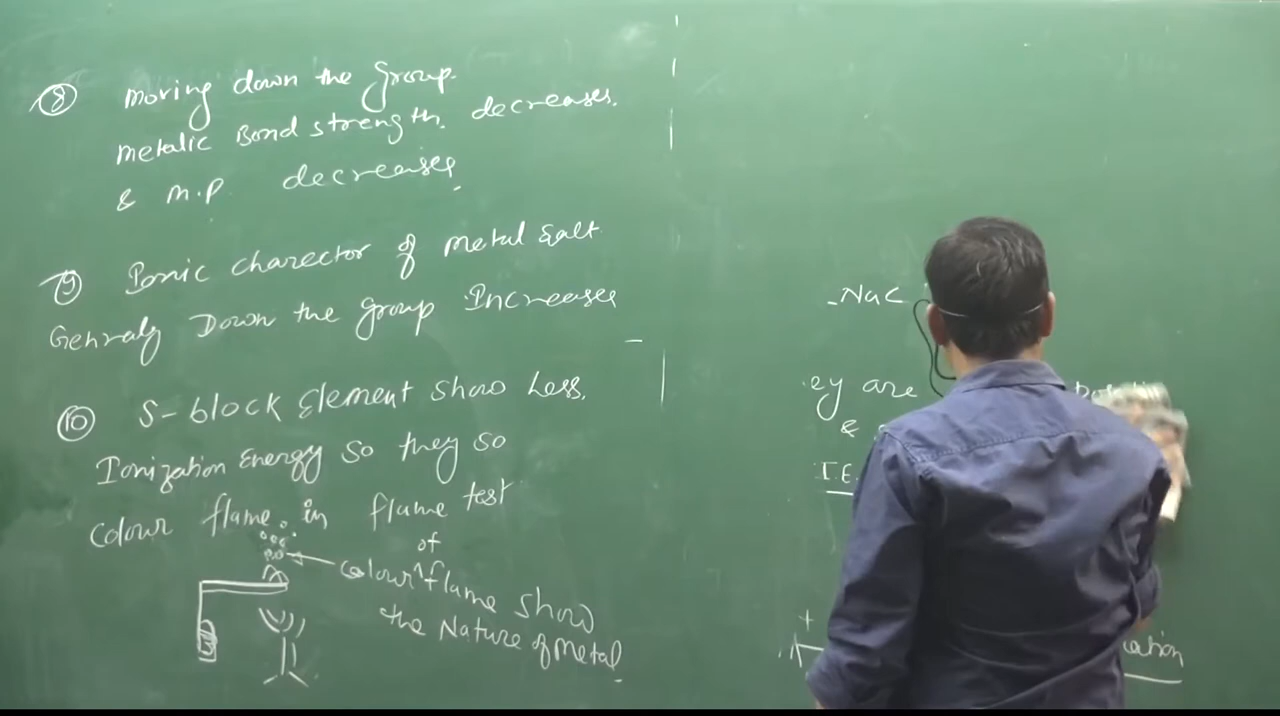 ⑧ Moving down the Group.
Metalic Bond strength. decreases.
& M.P. decreases.
⑨ Ionic charector of Metal salt
Genraly Down the group Increases
⑩ S-block Element show Less.
Ionization Energy so they so
colour flame in flame test
colour of flame show
the Nature of Metal.
NaC
ey are
&
I.E.
+
cation